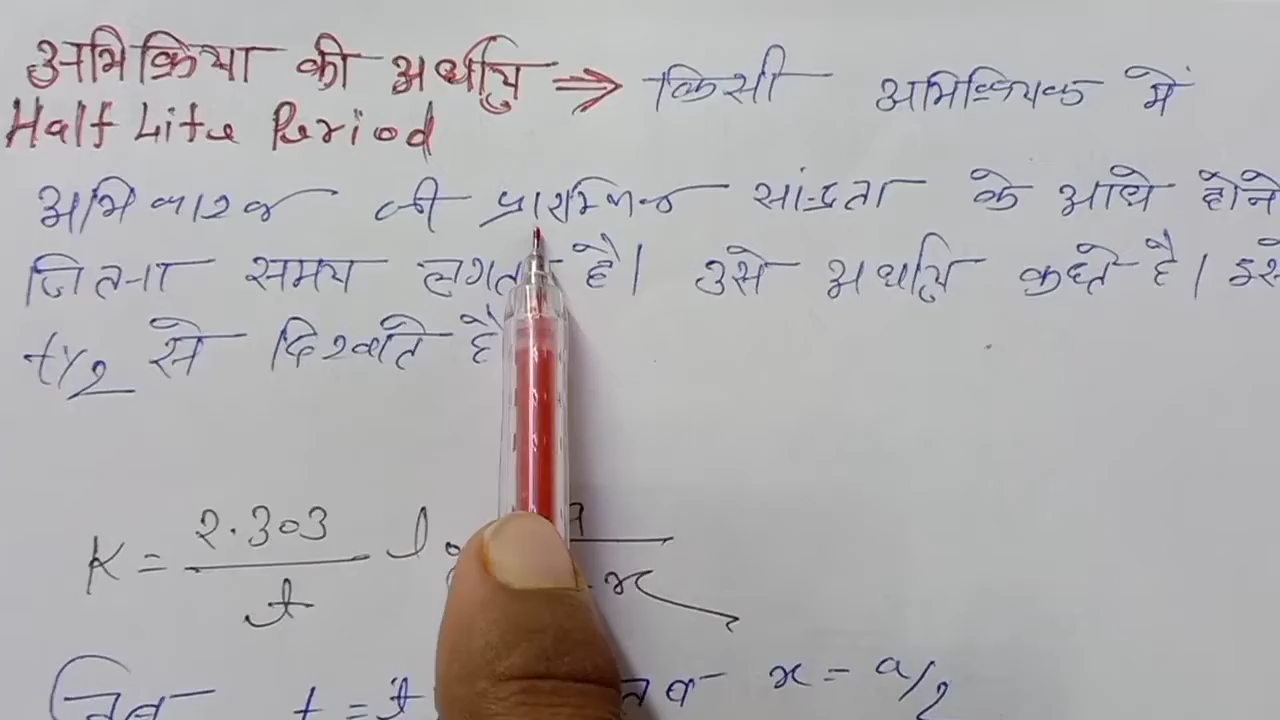 अभिक्रिया की अर्धायु ⇒ किसी अभिक्रियक में
Half Life Period
अभिकारक की प्रारम्भिक सांन्द्रता के आधे होने
जितना समय लगता है। उसे अर्धायु कहते है। इसे
t1/2 से दिखाते है
K = 2.303 / t
x
जब t = t तब x = a/2